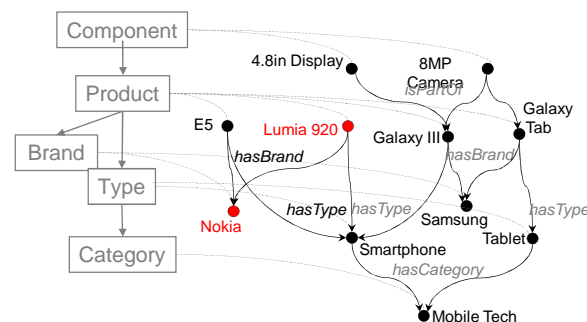 Component
4.8in Display
8MP
Camera
isPartOf
Product
Galaxy
Tab
E5
Lumia 920
Galaxy III
Brand
hasBrand
hasBrand
Type
hasType
hasType
hasType
Nokia
Samsung
Smartphone
Tablet
Category
hasCategory
Mobile Tech